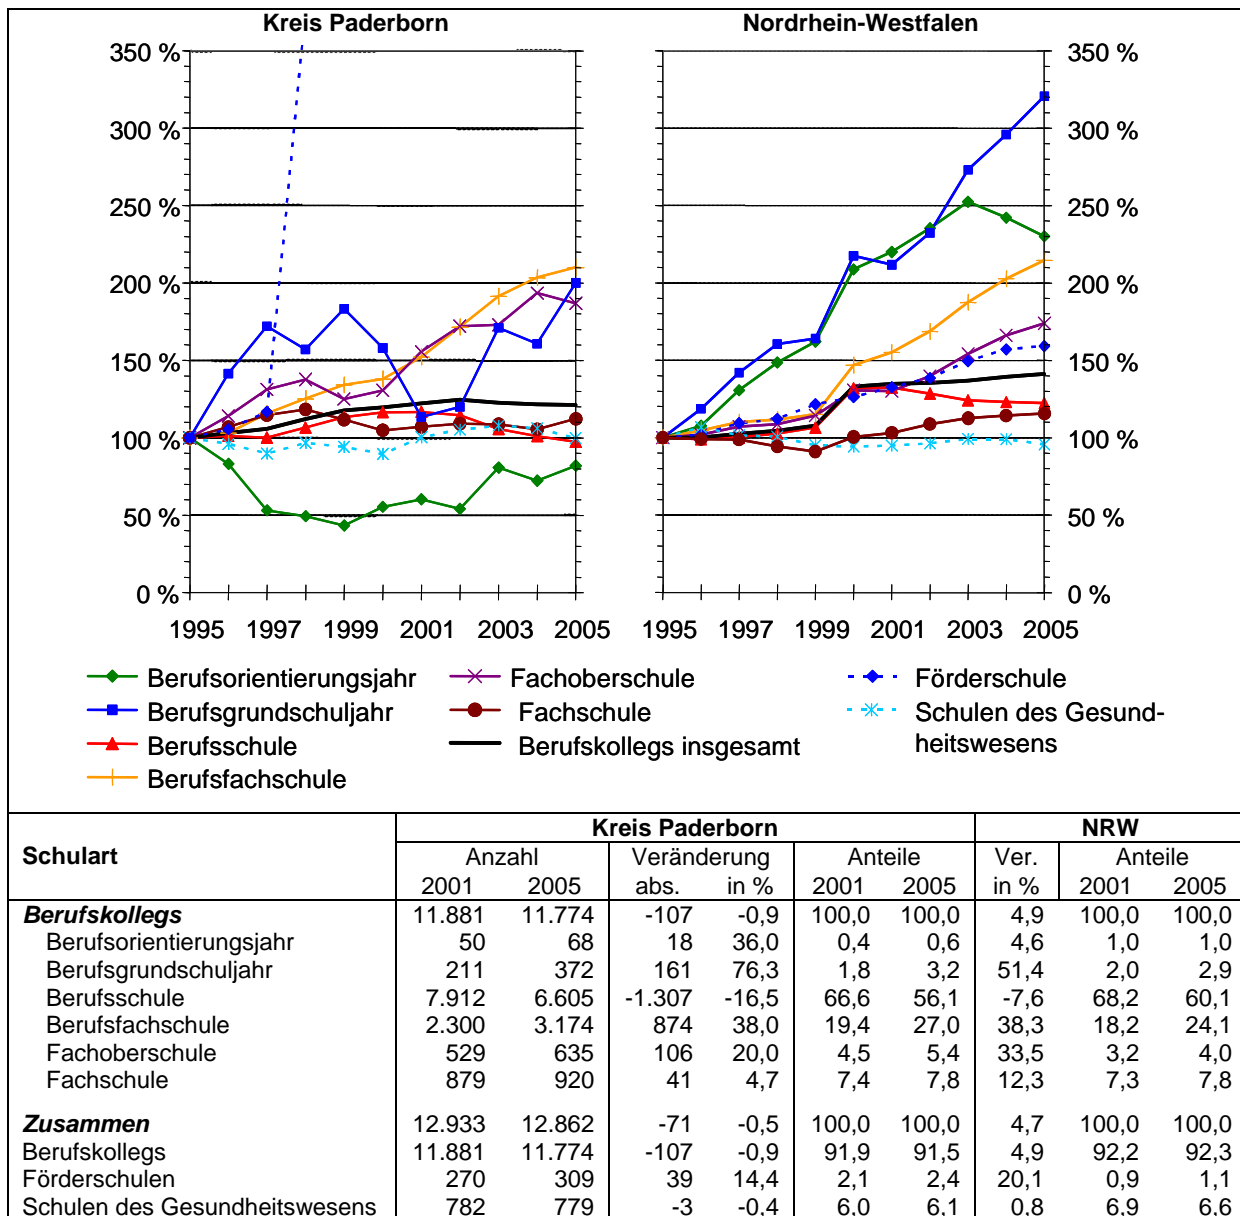 Kreis Paderborn Nordrhein-Westfalen
350 % 350 %
300 % 300 %
250 % 250 %
200 % 200 %
150 % 150 %
100 % 100 %
50 % 50 %
0 % 0 %
1995 1997 1999 2001 2003 2005 1995 1997 1999 2001 2003 2005
Berufsorientierungsjahr Fachoberschule Förderschule
Berufsgrundschuljahr Fachschule Schulen des Gesund-
Berufsschule Berufskollegs insgesamt heitswesens
Berufsfachschule
Kreis Paderborn NRW
Schulart Anzahl Veränderung Anteile Ver. Anteile
2001 2005 abs. in % 2001 2005 in % 2001 2005
Berufskollegs 11.881 11.774 -107 -0,9 100,0 100,0 4,9 100,0 100,0
Berufsorientierungsjahr 50 68 18 36,0 0,4 0,6 4,6 1,0 1,0
Berufsgrundschuljahr 211 372 161 76,3 1,8 3,2 51,4 2,0 2,9
Berufsschule 7.912 6.605 -1.307 -16,5 66,6 56,1 -7,6 68,2 60,1
Berufsfachschule 2.300 3.174 874 38,0 19,4 27,0 38,3 18,2 24,1
Fachoberschule 529 635 106 20,0 4,5 5,4 33,5 3,2 4,0
Fachschule 879 920 41 4,7 7,4 7,8 12,3 7,3 7,8
Zusammen 12.933 12.862 -71 -0,5 100,0 100,0 4,7 100,0 100,0
Berufskollegs 11.881 11.774 -107 -0,9 91,9 91,5 4,9 92,2 92,3
Förderschulen 270 309 39 14,4 2,1 2,4 20,1 0,9 1,1
Schulen des Gesundheitswesens 782 779 -3 -0,4 6,0 6,1 0,8 6,9 6,6